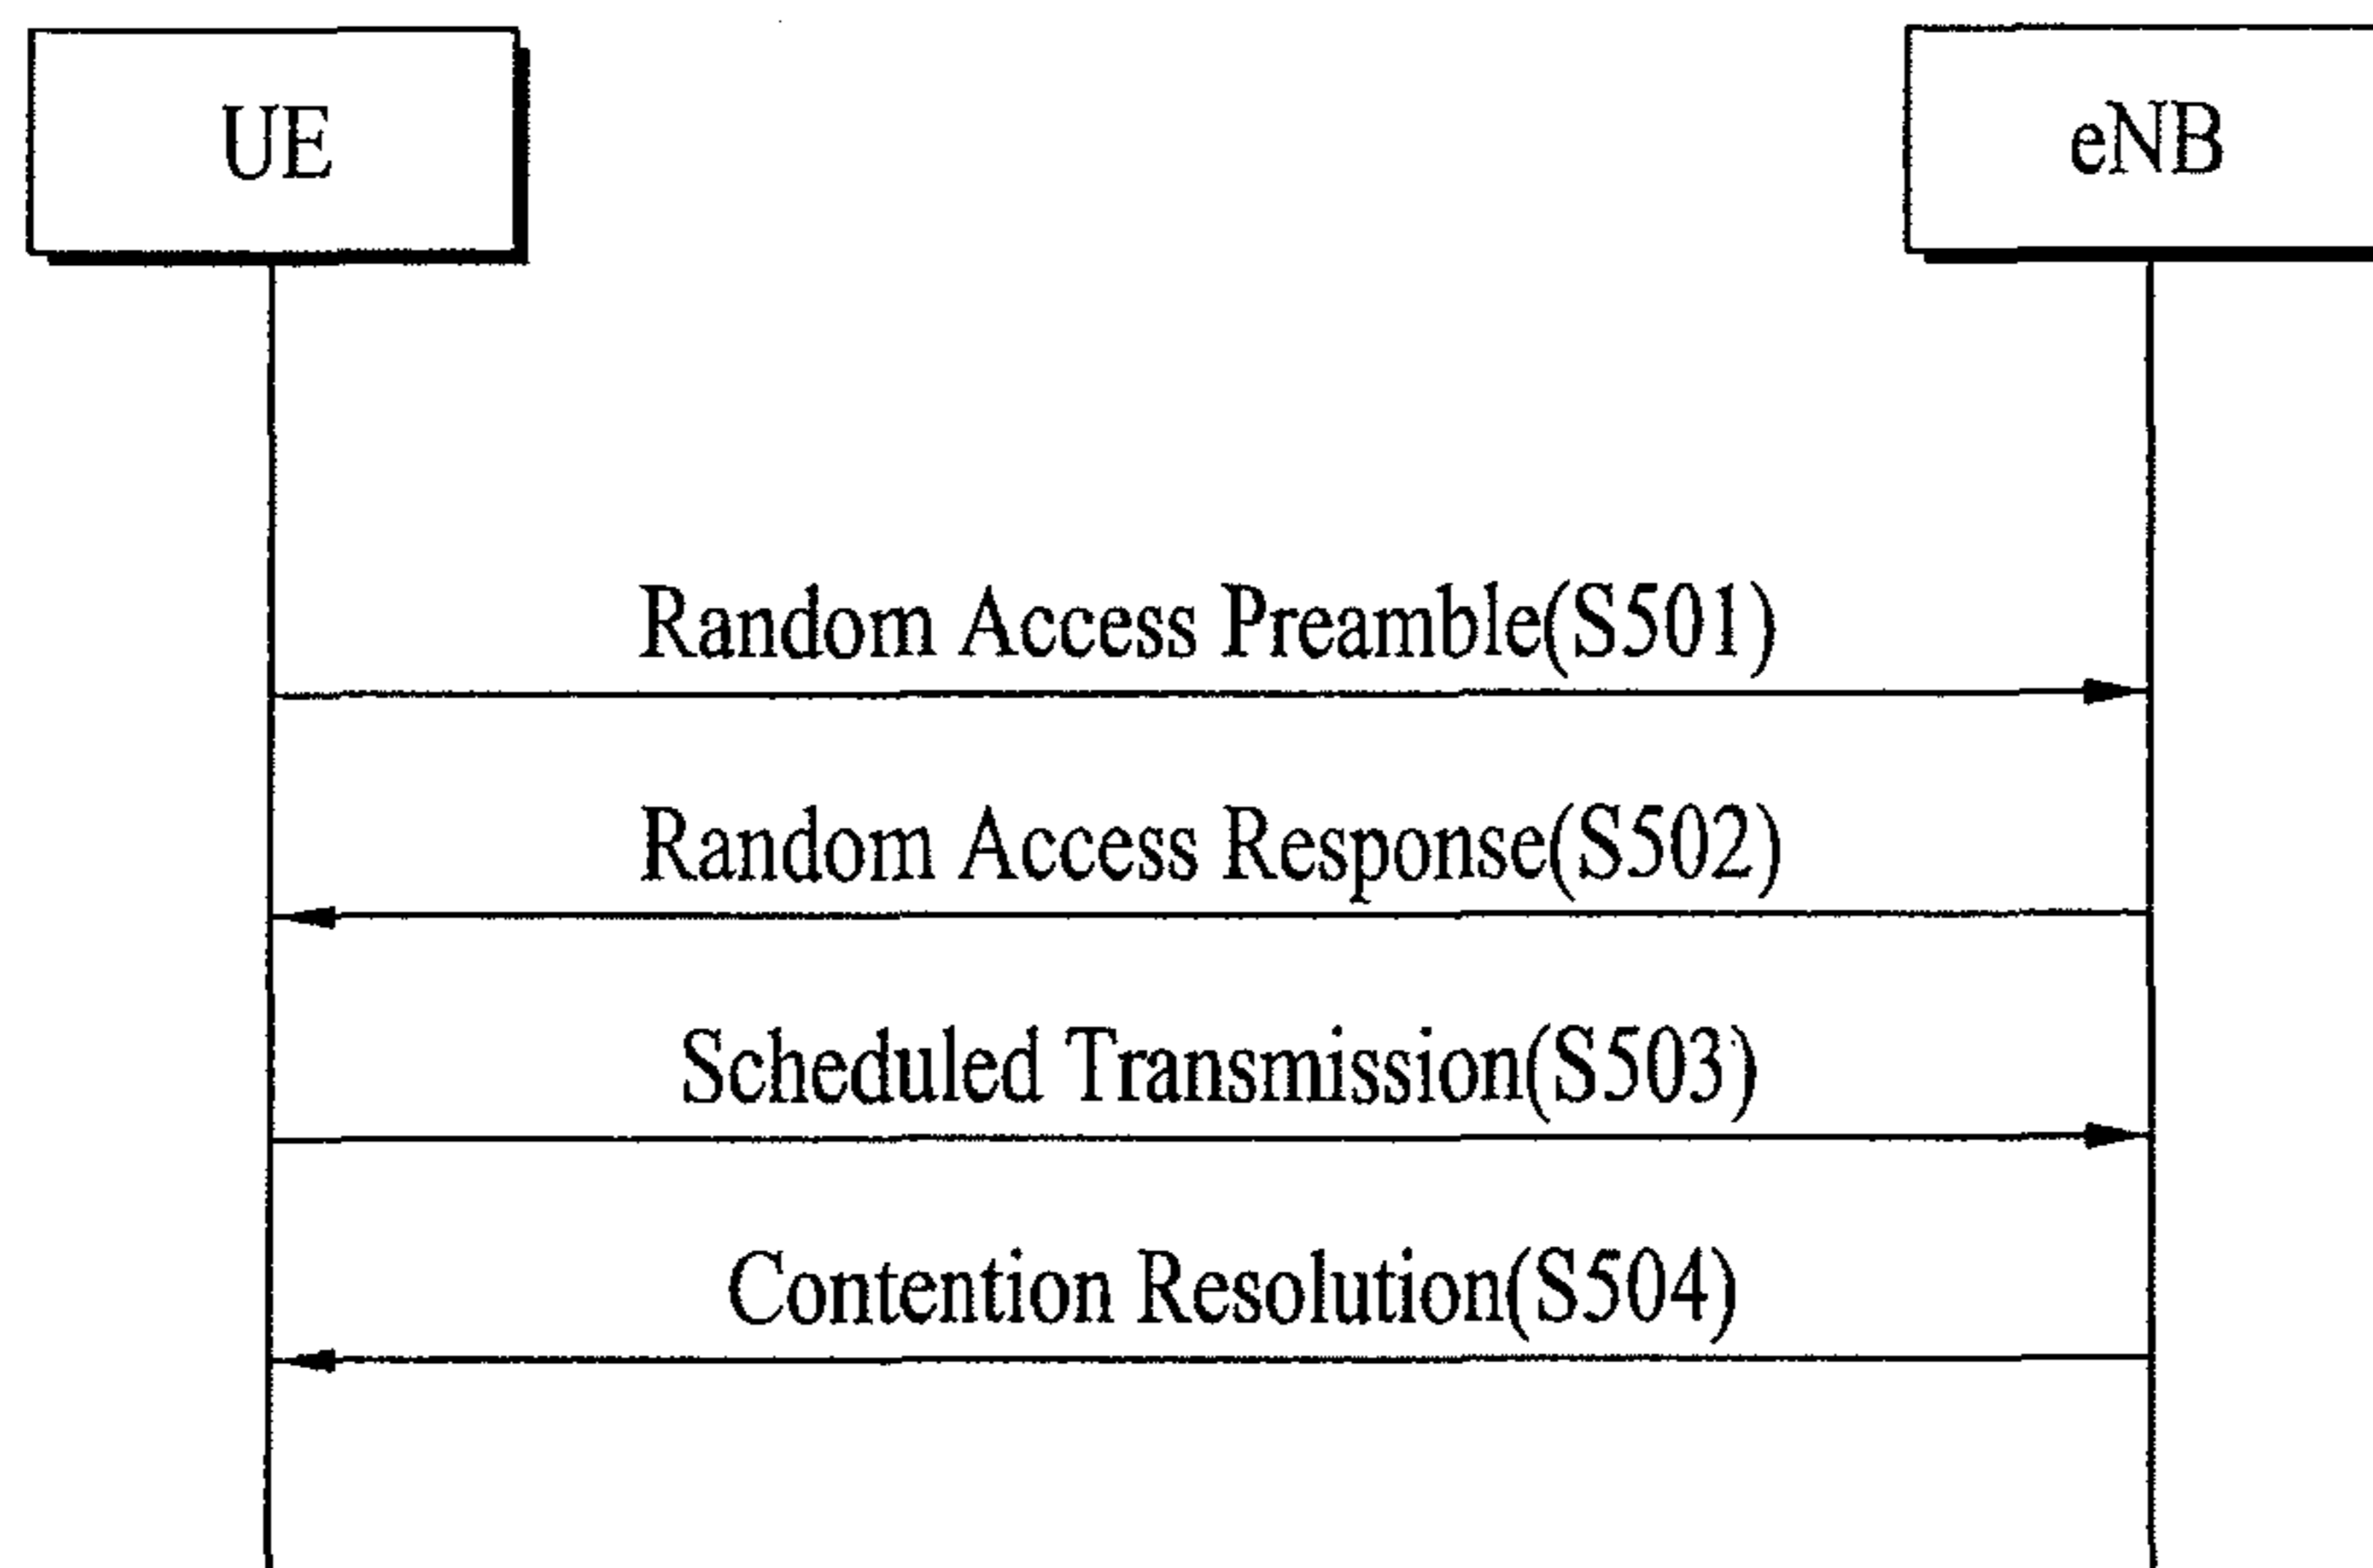 UE
eNB
Random Access Preamble(S501)
Random Access Response(S502)
Scheduled Transmission(S503)
Contention Resolution(S504)